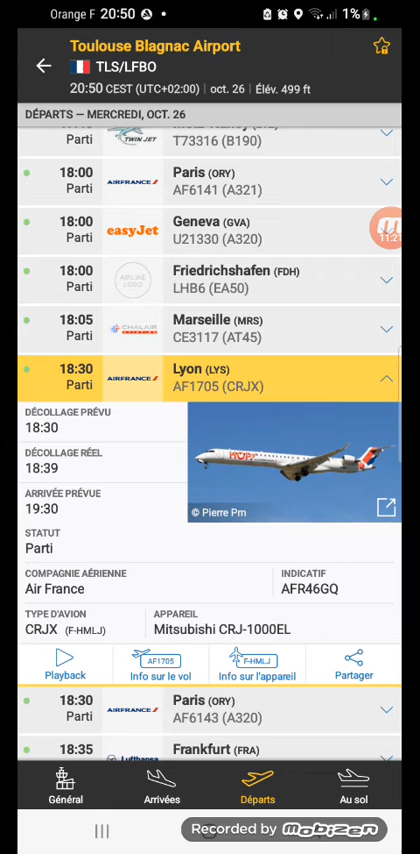 Orange F 20:50 1%
Toulouse Blagnac Airport
TLS/LFBO
20:50 CEST (UTC+02:00) oct. 26 Élév. 499 ft
DÉPARTS — MERCREDI, OCT. 26
Parti TWIN JET T73316 (B190)
18:00 Paris (ORY)
Parti AIRFRANCE AF6141 (A321)
18:00 Geneva (GVA)
Parti easyJet U21330 (A320)
18:00 Friedrichshafen (FDH)
Parti AIRLINE LOGO LHB6 (EA50)
18:05 Marseille (MRS)
Parti CHALAIR CE3117 (AT45)
18:30 Lyon (LYS)
Parti AIRFRANCE AF1705 (CRJX)
DÉCOLLAGE PRÉVU
18:30
DÉCOLLAGE RÉEL
18:39
ARRIVÉE PRÉVUE
19:30
HOP!
© Pierre Pm
STATUT
Parti
COMPAGNIE AÉRIENNE INDICATIF
Air France AFR46GQ
TYPE D'AVION APPAREIL
CRJX (F-HMLJ) Mitsubishi CRJ-1000EL
AF1705 F-HMLJ
Playback Info sur le vol Info sur l'appareil Partager
18:30 Paris (ORY)
Parti AIRFRANCE AF6143 (A320)
18:35 Frankfurt (FRA)
Lufthansa
Général Arrivées Départs Au sol
Recorded by mobizen